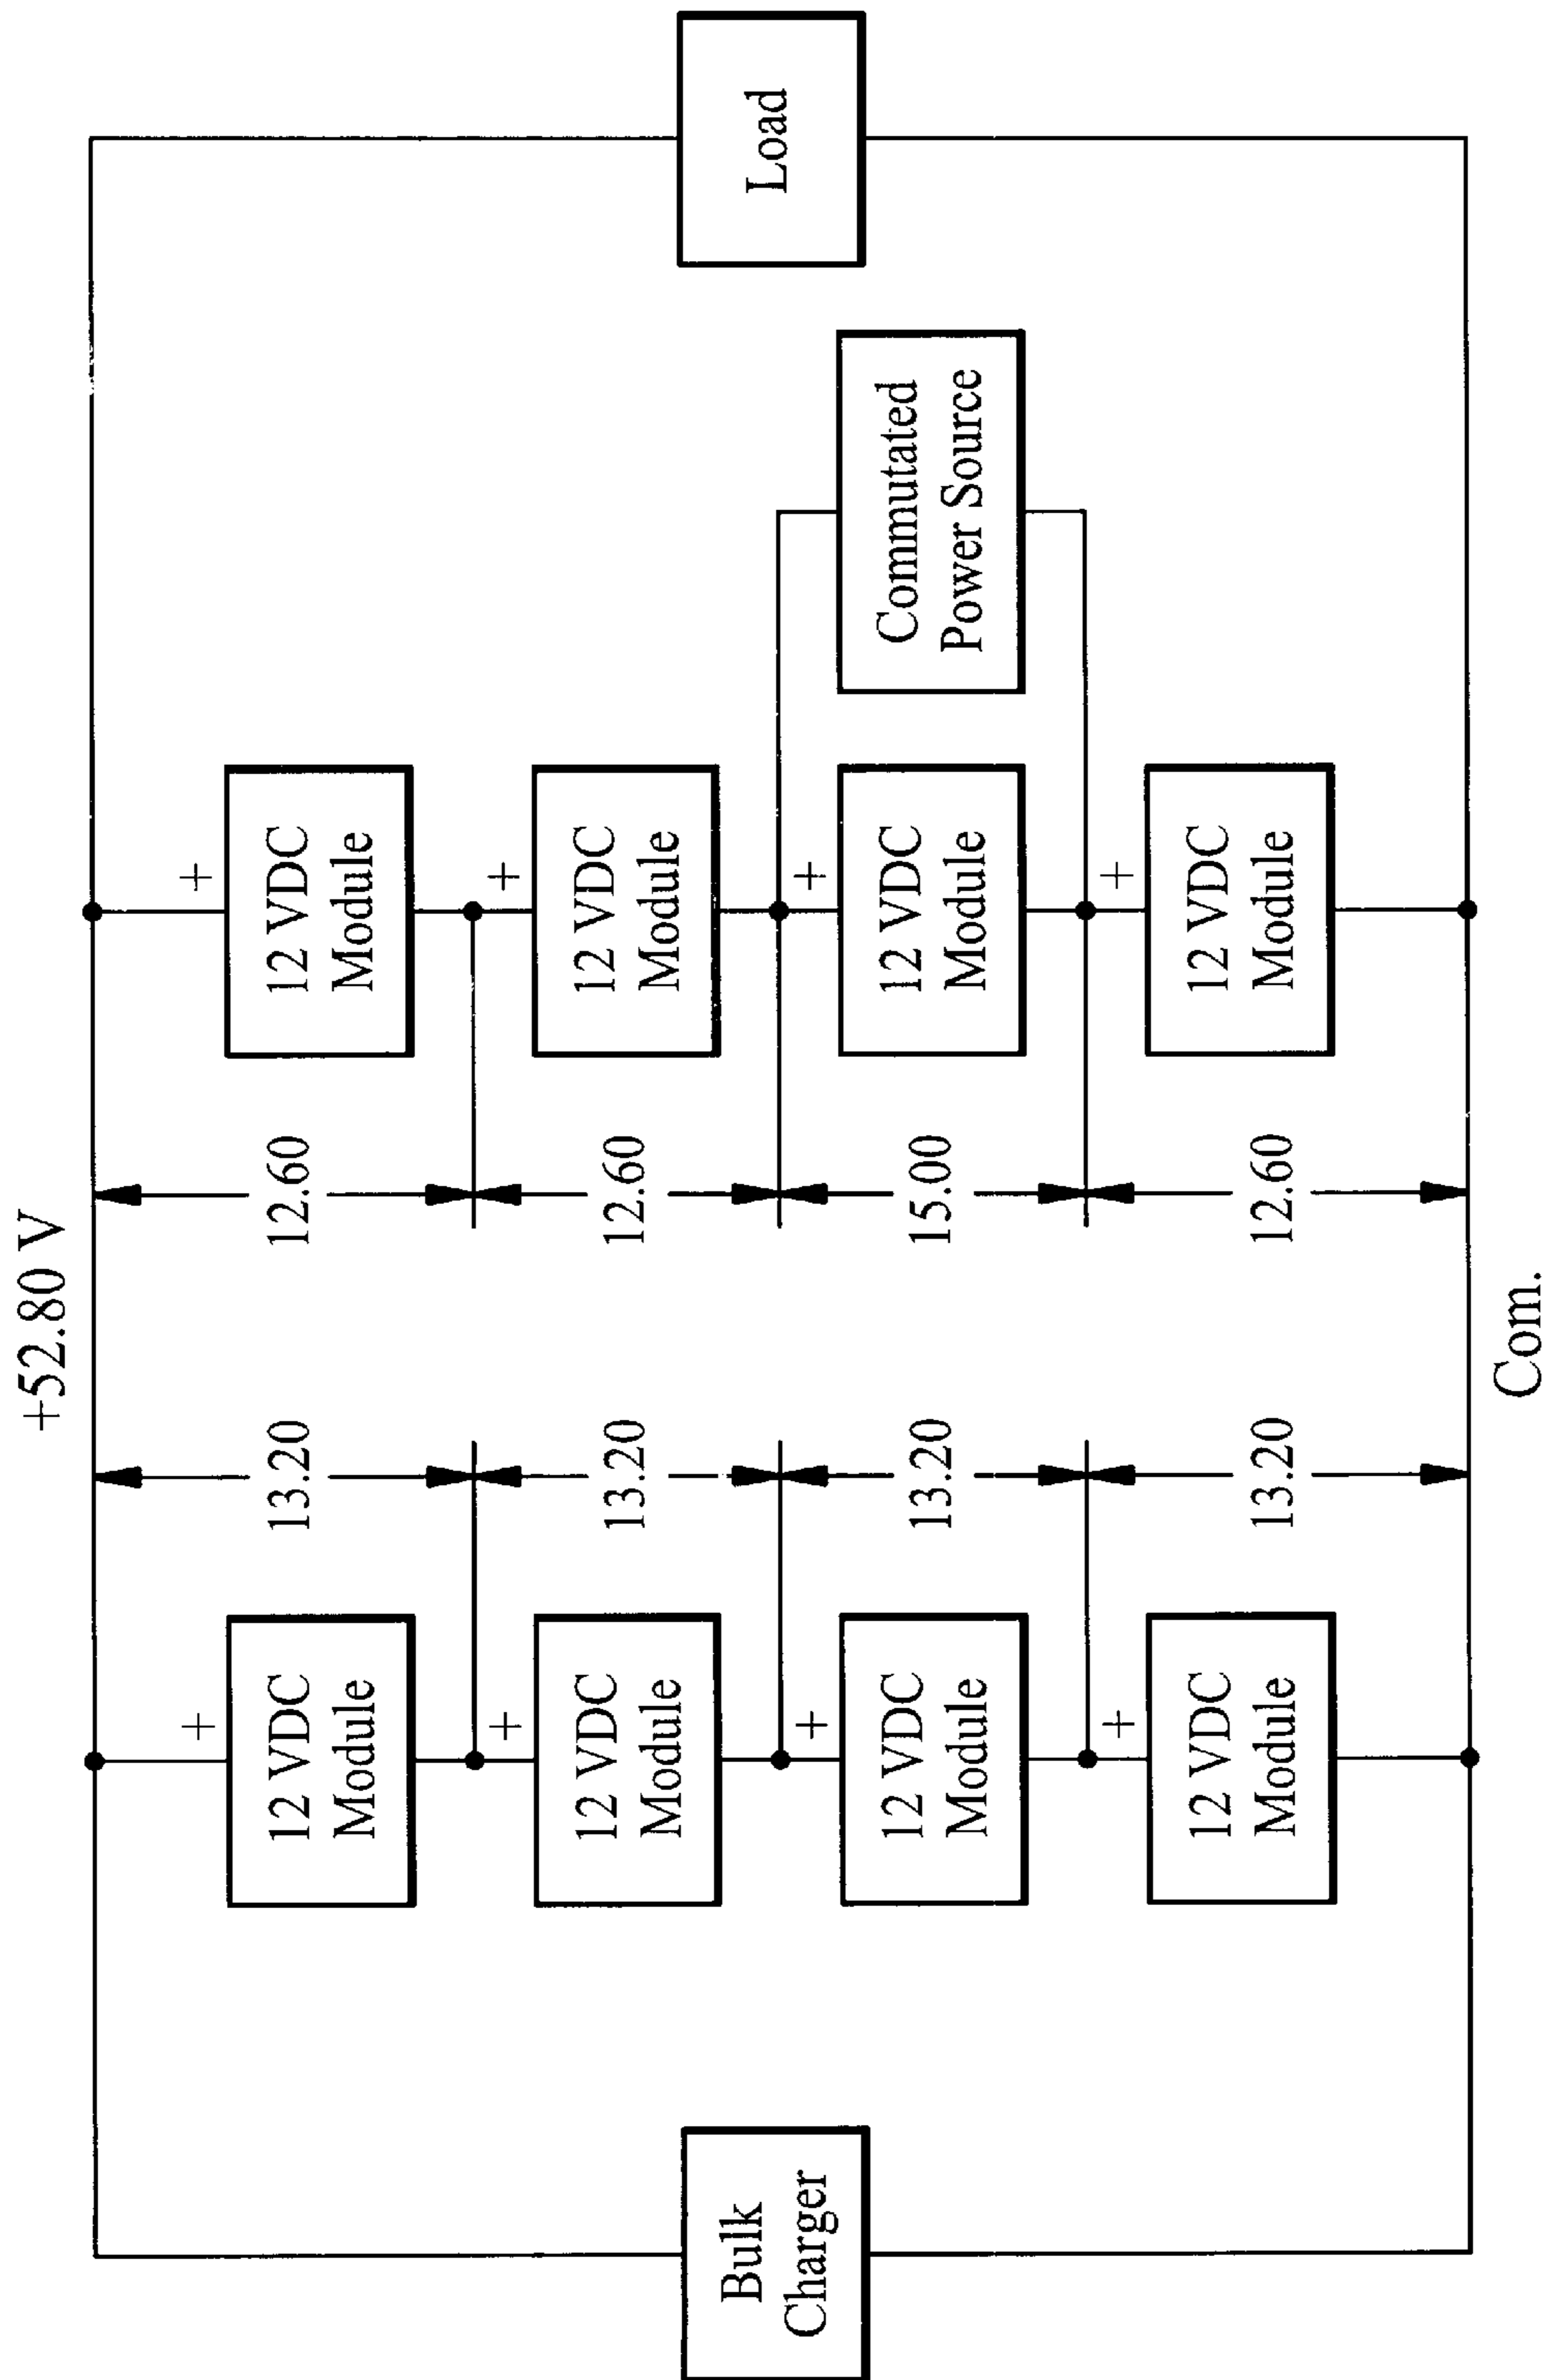 +52.80 V
+
12 VDC
Module
13.20
12.60
+
12 VDC
Module
+
12 VDC
Module
13.20
12.60
+
12 VDC
Module
Bulk
Charger
Load
+
12 VDC
Module
13.20
15.00
+
12 VDC
Module
Commutated
Power Source
+
12 VDC
Module
13.20
12.60
+
12 VDC
Module
Com.